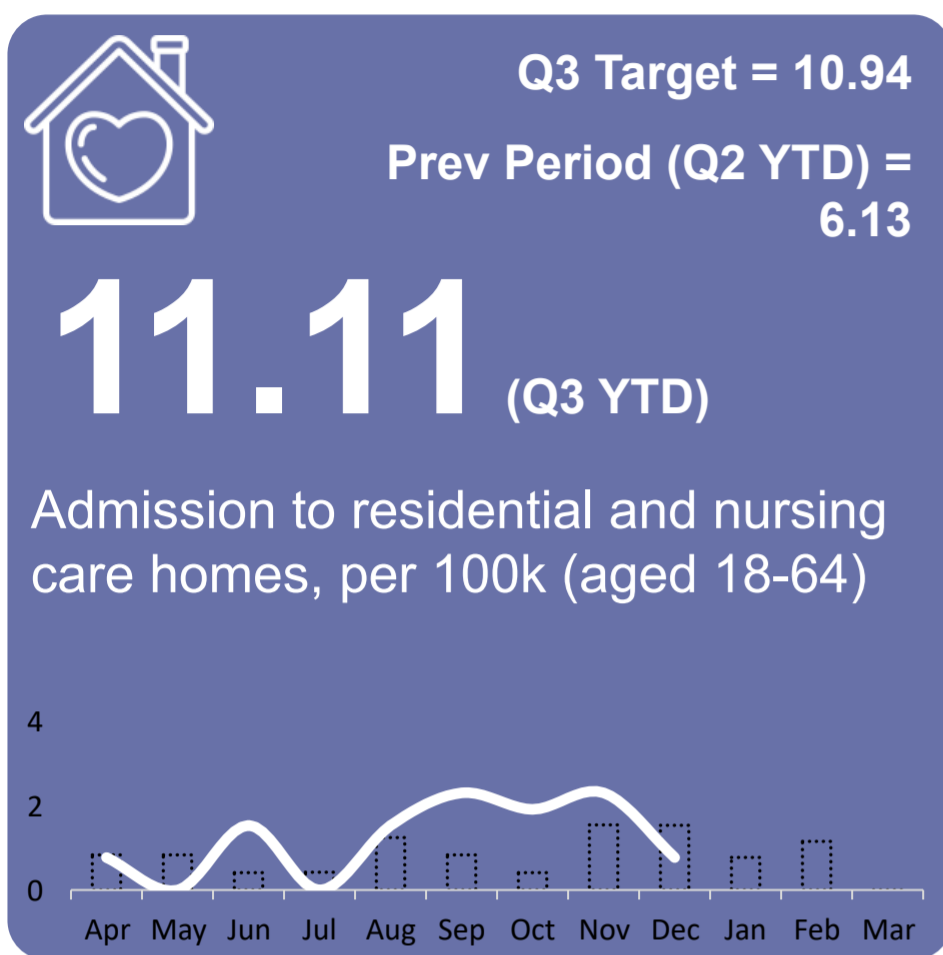 Q3 Target = 10.94
Prev Period (Q2 YTD) =
6.13
11.11 (Q3 YTD)
Admission to residential and nursing
care homes, per 100k (aged 18-64)
4
2
0
Apr May Jun Jul Aug Sep Oct Nov Dec Jan Feb Mar